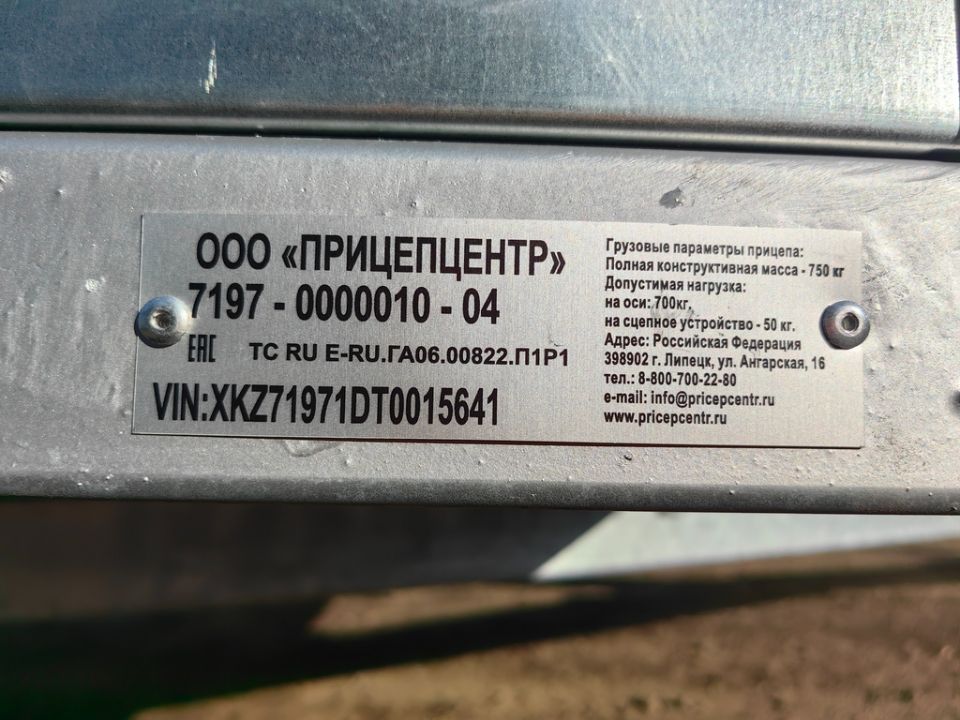 ООО «ПРИЦЕПЦЕНТР»
7197 - 0000010 - 04
ЕАС ТС RU Е-RU.ГА06.00822.П1Р1
VIN:XKZ71971DT0015641
Грузовые параметры прицепа:
Полная конструктивная масса - 750 кг
Допустимая нагрузка:
на оси: 700кг,
на сцепное устройство - 50 кг.
Адрес: Российская Федерация
398902 г. Липецк, ул. Ангарская, 16
тел.: 8-800-700-22-80
e-mail: info@pricepcentr.ru
www.pricepcentr.ru